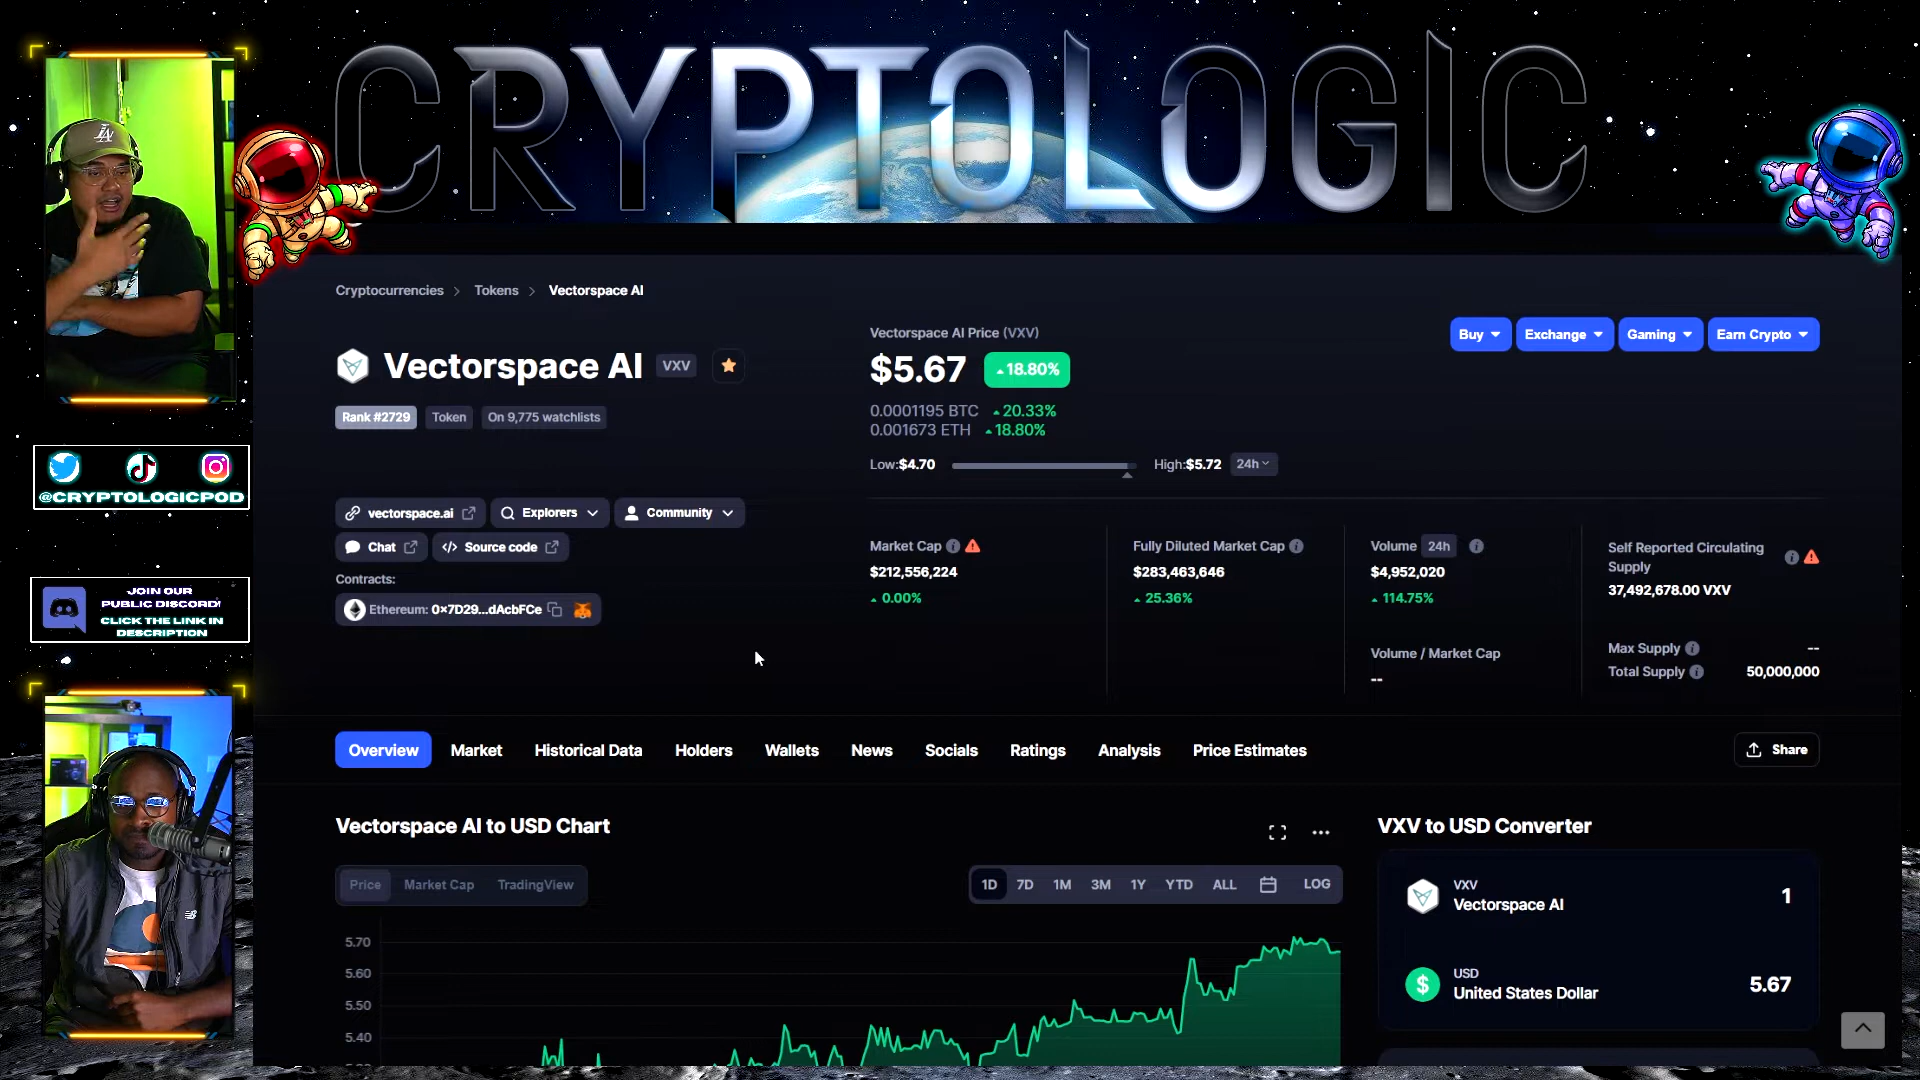 CRYPTOLOGIC
Cryptocurrencies > Tokens > Vectorspace AI
Vectorspace AI VXV
Rank #2729 Token On 9,775 watchlists
vectorspace.ai Explorers Community
Chat Source code
Contracts:
Ethereum: 0x7D29...dAcbFCe
Vectorspace AI Price (VXV)
$5.67 18.80%
0.0001195 BTC 20.33%
0.001673 ETH 18.80%
Low:$4.70 High:$5.72 24h
Buy Exchange Gaming Earn Crypto
Market Cap
$212,556,224
0.00%
Fully Diluted Market Cap
$283,463,646
25.36%
Volume 24h
$4,952,020
114.75%
Volume / Market Cap
--
Self Reported Circulating
Supply
37,492,678.00 VXV
Max Supply --
Total Supply 50,000,000
Overview Market Historical Data Holders Wallets News Socials Ratings Analysis Price Estimates Share
Vectorspace AI to USD Chart
Price Market Cap TradingView
1D 7D 1M 3M 1Y YTD ALL LOG
5.70
5.60
5.50
5.40
VXV to USD Converter
VXV
Vectorspace AI 1
USD
United States Dollar 5.67
LA
@CRYPTOLOGICPOD
JOIN OUR
PUBLIC DISCORD!
CLICK THE LINK IN
DESCRIPTION